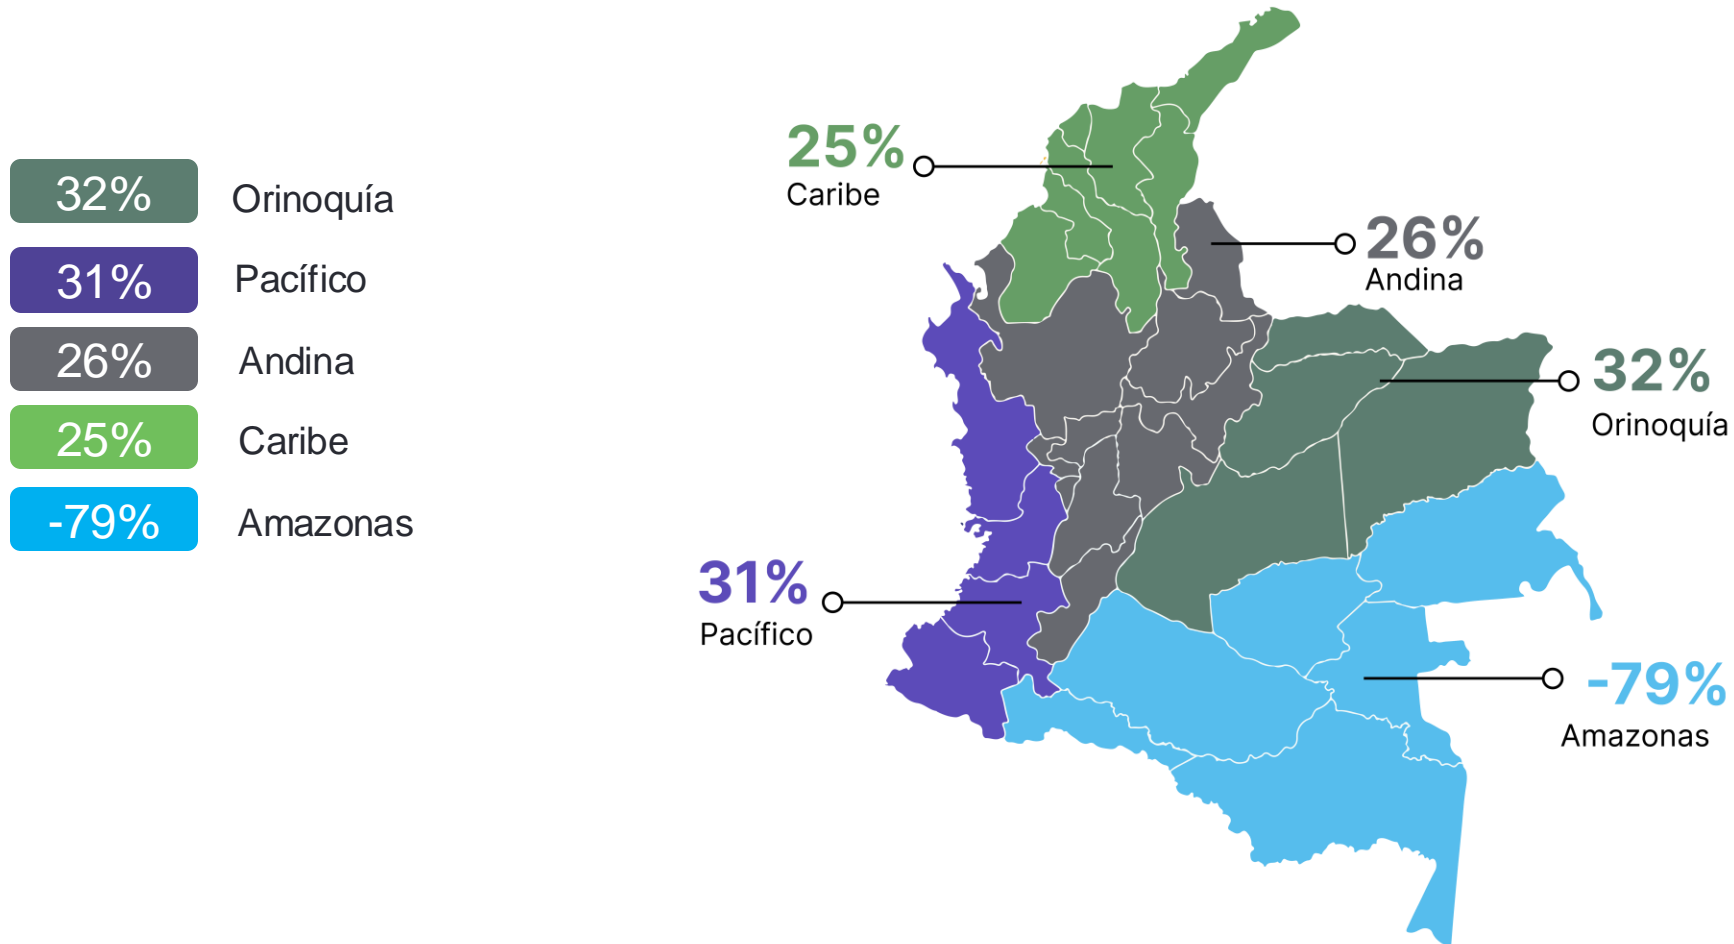 32% Orinoquía
31% Pacífico
26% Andina
25% Caribe
-79% Amazonas
25%
Caribe
26%
Andina
32%
Orinoquía
31%
Pacífico
-79%
Amazonas